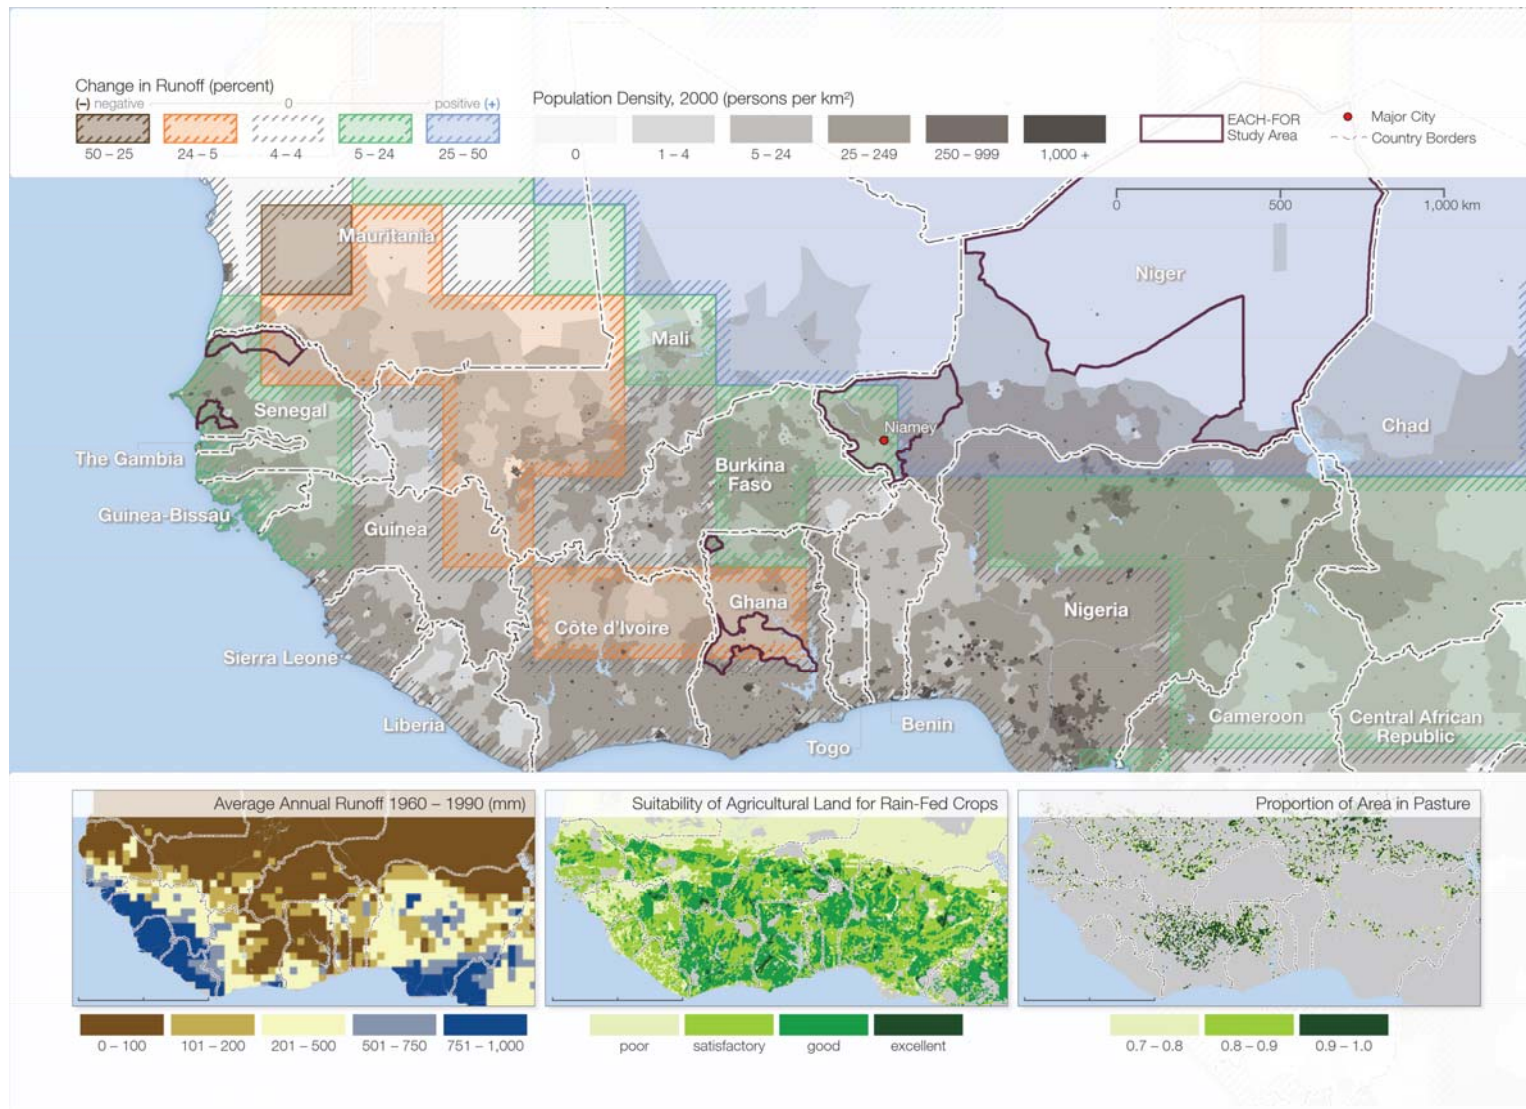 Change in Runoff (percent)
(–) negative 0 positive (+)
50 – 25 24 – 5 4 – 4 5 – 24 25 – 50
Population Density, 2000 (persons per km²)
0 1 – 4 5 – 24 25 – 249 250 – 999 1,000 +
EACH-FOR
Study Area
Major City
Country Borders
0 500 1,000 km
Mauritania
Niger
Mali
Senegal
Niamey
Chad
The Gambia
Burkina
Faso
Guinea-Bissau
Guinea
Ghana
Nigeria
Côte d'Ivoire
Sierra Leone
Liberia
Togo
Benin
Cameroon
Central African
Republic
Average Annual Runoff 1960 – 1990 (mm)
0 – 100 101 – 200 201 – 500 501 – 750 751 – 1,000
Suitability of Agricultural Land for Rain-Fed Crops
poor satisfactory good excellent
Proportion of Area in Pasture
0.7 – 0.8 0.8 – 0.9 0.9 – 1.0